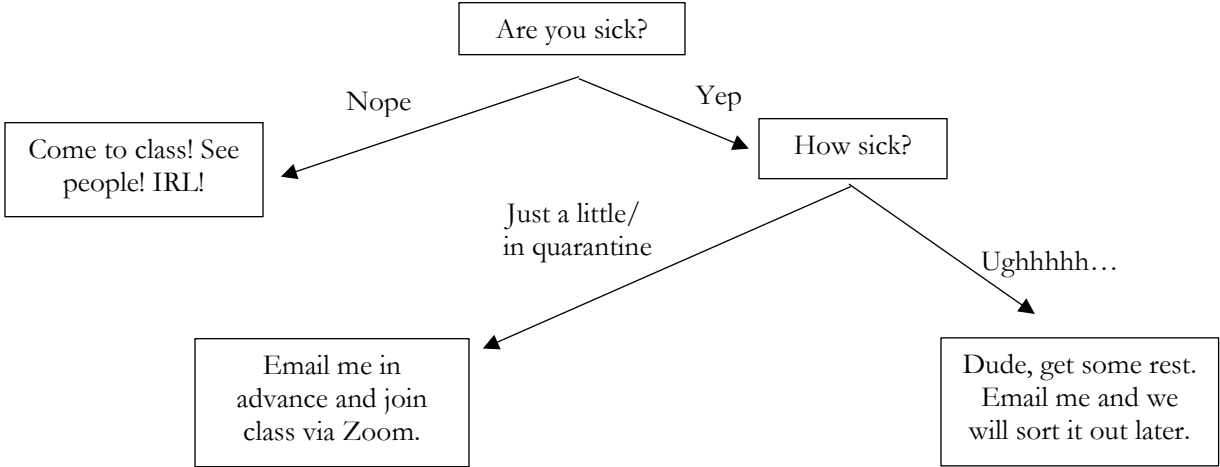 Are you sick?
Nope
Yep
Come to class! See
people! IRL!
How sick?
Just a little/
in quarantine
Ughhhhh…
Email me in
advance and join
class via Zoom.
Dude, get some rest.
Email me and we
will sort it out later.